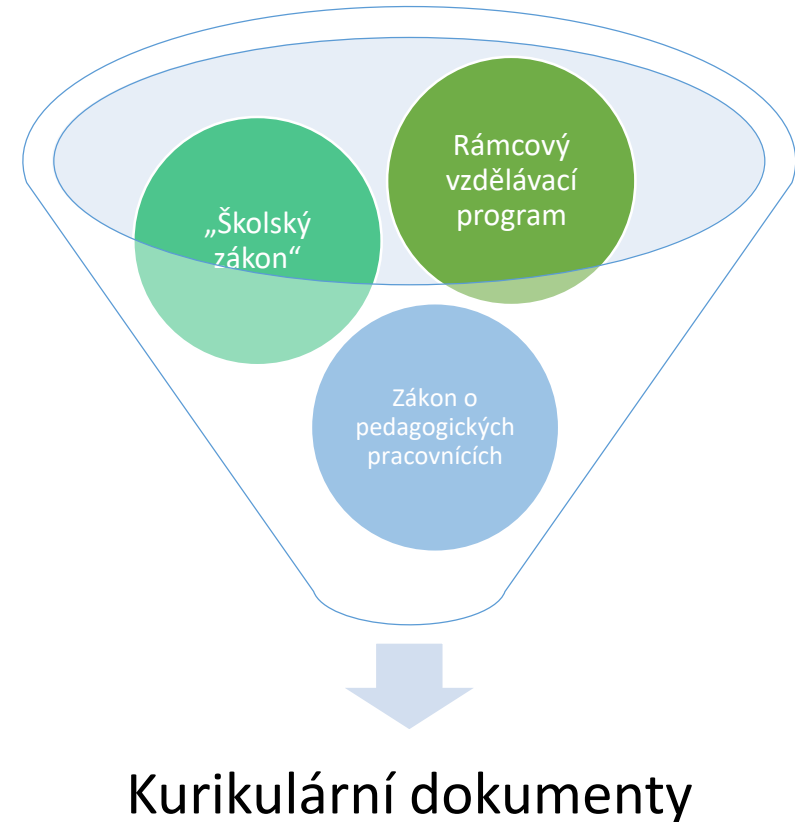 Rámcový
vzdělávací
program
„Školský
zákon“
Zákon o
pedagogických
pracovnících
Kurikulární dokumenty